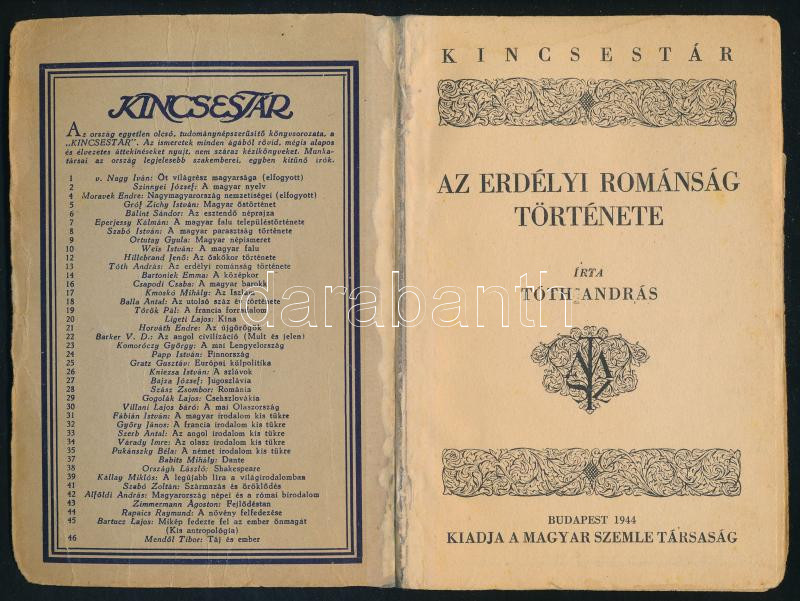 KINCSESTÁR
Az ország egyetlen olcsó, tudománynépszerűsítő könyvsorozata, a
„KINCSESTÁR". Az ismeretek minden ágából rövid, mégis alapos
és élvezetes áttekinéseket nyujt, nem száraz kézikönyveket. Munka-
társai az ország legjelesebb szakemberei, egyben kitűnő írók.
1 v. Nagy Iván: Öt világrész magyarsága (elfogyott)
2 Szinnyei József: A magyar nyelv
4 Moravek Endre: Nagymagyarország nemzetiségei (elfogyott)
5 Gróf Zichy István: Magyar őstörténet
6 Bálint Sándor: Az esztendő néprajza
7 Eperjessy Kálmán: A magyar falu településtörténete
8 Szabó István: A magyar parasztság története
9 Ortutay Gyula: Magyar népismeret
10 Weis István: A magyar falu
12 Hillebrand Jenő: Az őskőkor története
13 Tóth András: Az erdélyi románság története
14 Bartoniek Emma: A középkor
16 Csapodi Csaba: A magyar barokk
17 Kmoskó Mihály: Az Iszlám
18 Balla Antal: Az utolsó száz év története
19 Török Pál: A francia forradalom
20 Ligeti Lajos: Kína
21 Horváth Endre: Az újgörögök
22 Barker V. D.: Az angol civilizáció (Mult és jelen)
23 Komoróczy György: A mai Lengyelország
24 Papp István: Finnország
25 Gratz Gusztáv: Európai külpolitika
26 Kniezsa István: A szlávok
27 Bajza József: Jugoszlávia
28 Szász Zsombor: Románia
29 Gogolák Lajos: Csehszlovákia
30 Villani Lajos báró: A mai Olaszország
31 Fábián István: A magyar irodalom kis tükre
32 Győry János: A francia irodalom kis tükre
33 Szerb Antal: Az angol irodalom kis tükre
34 Várady Imre: Az olasz irodalom kis tükre
35 Pukánszky Béla: A német irodalom kis tükre
37 Babits Mihály: Dante
38 Országh László: Shakespeare
39 Kállay Miklós: A legújabb líra a világirodalomban
41 Szabó Zoltán: Származás és öröklődés
42 Alföldi András: Magyarország népei és a római birodalom
43 Zimmermann Ágoston: Fejlődéstan
44 Rapaics Raymund: A növény felfedezése
45 Bartucz Lajos: Mikép fedezte fel az ember önmagát
(Kis antropológia)
46 Mendöl Tibor: Táj és ember
KINCSESTÁR
AZ ERDÉLYI ROMÁNSÁG
TÖRTÉNETE
ÍRTA
TÓTH ANDRÁS
BUDAPEST 1944
KIADJA A MAGYAR SZEMLE TÁRSASÁG
darabanth